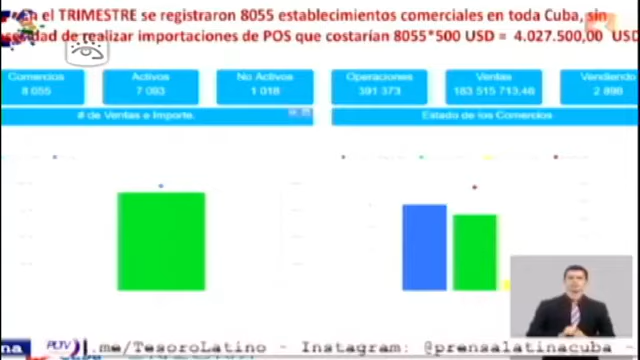 en el TRIMESTRE se registraron 8055 establecimientos comerciales en toda Cuba, sin
de realizar importaciones de POS que costarían 8055*500 USD = 4.027.500,00 USD
Comercios
8 055
Activos
7 093
No Activos
1 018
Operaciones
391 373
Ventas
183 515 713,46
Vendiendo
2 898
# de Ventas e Importe.
Estado de los Comercios
.me/TesoroLatino - Instagram: @prensalatinacuba -